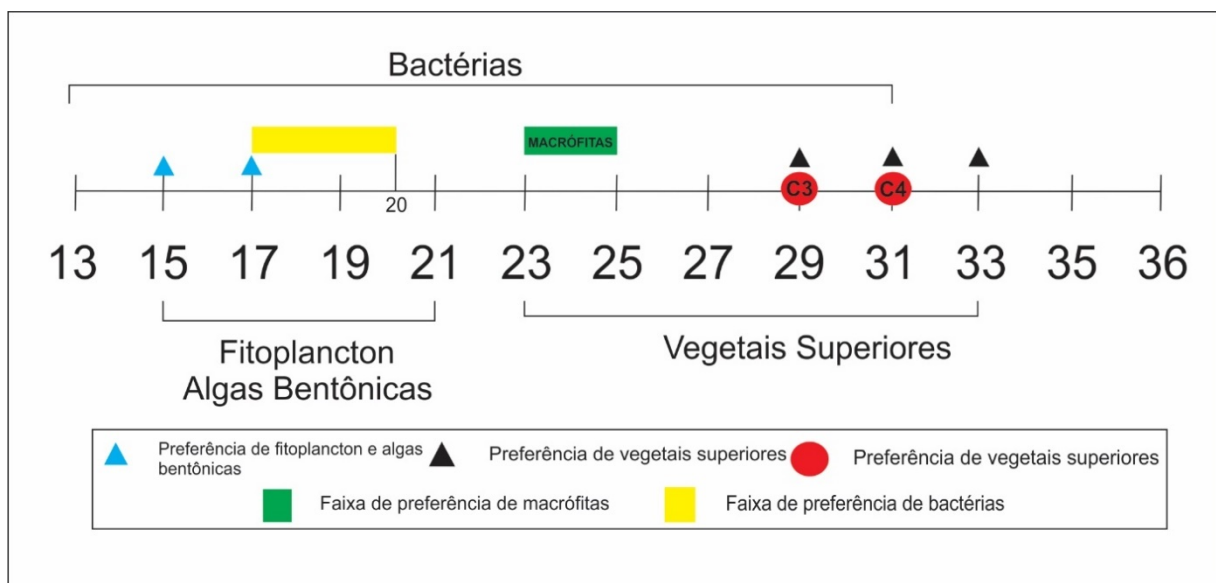 Bactérias
MACRÓFITAS
C3 C4
20
13 15 17 19 21 23 25 27 29 31 33 35 36
Fitoplancton
Algas Bentônicas
Vegetais Superiores
Preferência de fitoplancton e algas
bentônicas
Preferência de vegetais superiores
Preferência de vegetais superiores
Faixa de preferência de macrófitas
Faixa de preferência de bactérias